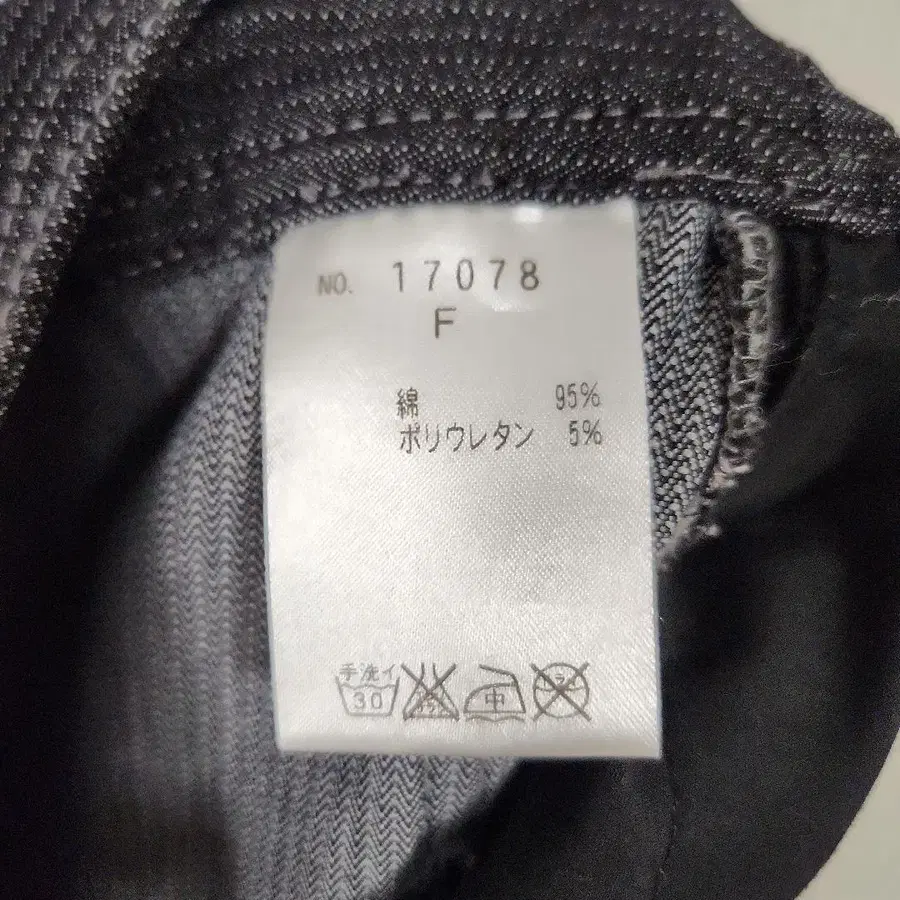 NO. 17078
F
綿 95%
ポリウレタン 5%
手洗イ
30 中